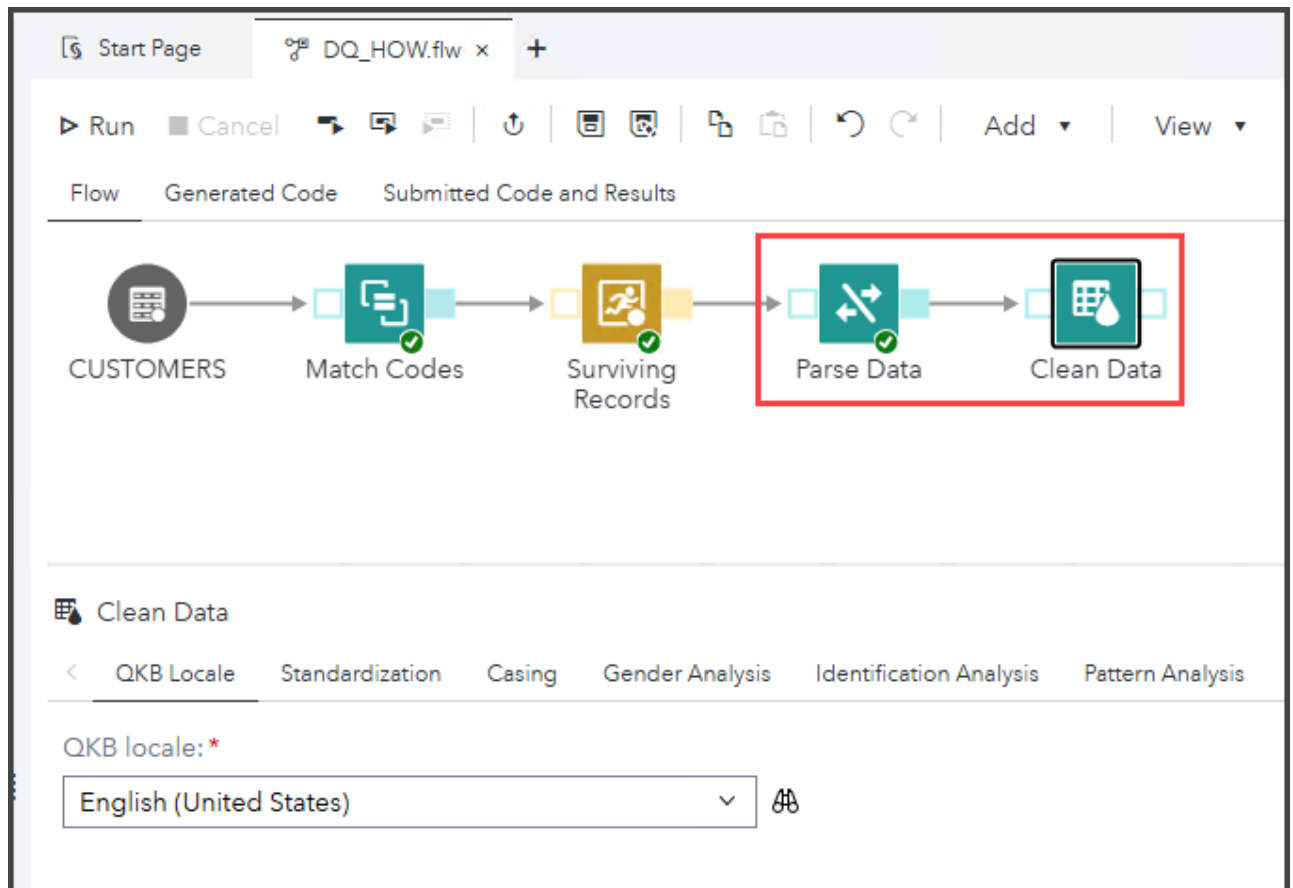 Start Page DQ_HOW.flw × +
Run Cancel Add View
Flow Generated Code Submitted Code and Results
CUSTOMERS Match Codes Surviving Parse Data Clean Data
Records
Clean Data
QKB Locale Standardization Casing Gender Analysis Identification Analysis Pattern Analysis
QKB locale: *
English (United States)